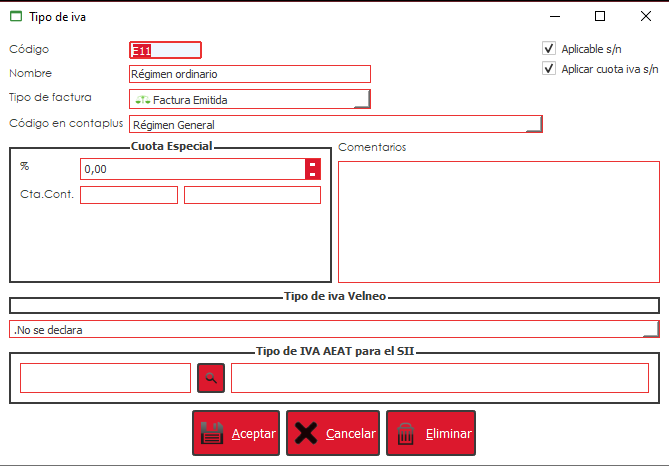 Tipo de iva
Código E11 Aplicable s/n
Nombre Régimen ordinario Aplicar cuota iva s/n
Tipo de factura Factura Emitida
Código en contaplus Régimen General
Cuota Especial
Comentarios
% 0,00
Cta.Cont.
Tipo de iva Velneo
.No se declara
Tipo de IVA AEAT para el SII
Aceptar Cancelar Eliminar